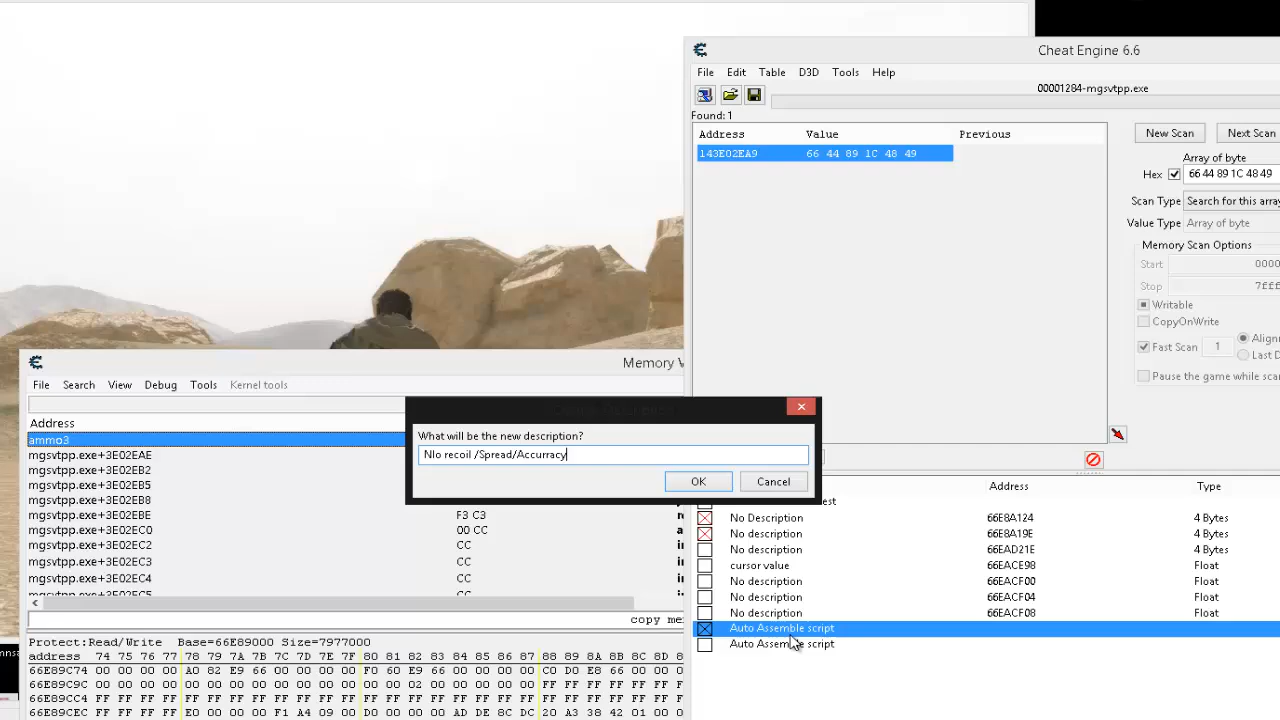 Cheat Engine 6.6
File Edit Table D3D Tools Help
00001284-mgsvtpp.exe
Found: 1
Address Value Previous
143E02EA9 66 44 89 1C 48 49
New Scan Next Scan
Array of byte
Hex 66 44 89 1C 48 49
Scan Type Search for this array
Value Type Array of byte
Memory Scan Options
Start 0000
Stop 7fff
Writable
CopyOnWrite
Fast Scan 1 Alignm
Last D
Pause the game while scan
Memory V
File Search View Debug Tools Kernel tools
Address
ammo3
mgsvtpp.exe+3E02EAE
mgsvtpp.exe+3E02EB2
mgsvtpp.exe+3E02EB5
mgsvtpp.exe+3E02EB8
mgsvtpp.exe+3E02EBE F3 C3
mgsvtpp.exe+3E02EC0 00 CC
mgsvtpp.exe+3E02EC2 CC
mgsvtpp.exe+3E02EC3 CC
mgsvtpp.exe+3E02EC4 CC
mgsvtpp.exe+3E02EC5 CC
What will be the new description?
Nlo recoil /Spread/Accurracy
OK Cancel
copy me
Protect:Read/Write Base=66E89000 Size=7977000
address 74 75 76 77 78 79 7A 7B 7C 7D 7E 7F 80 81 82 83 84 85 86 87 88 89 8A 8B 8C 8D
66E89C74 00 00 00 00 A0 82 E9 66 00 00 00 00 F0 60 E9 66 00 00 00 00 C0 D0 E8 66 00 00
66E89C9C 00 00 00 00 00 00 00 00 00 00 00 00 00 00 02 00 00 00 00 00 00 00 00 00 00 00
66E89CC4 FF FF FF FF FF FF FF FF FF FF FF FF FF FF FF FF FF FF FF FF FF FF FF FF FF FF
66E89CEC FF FF FF FF E0 00 00 00 F1 A4 09 00 D0 00 00 00 AD DE 8C DC 20 A3 38 42 01 00
est Address Type
No Description 66E8A124 4 Bytes
No description 66E8A19E 4 Bytes
No description 66EAD21E 4 Bytes
cursor value 66EACE98 Float
No description 66EACF00 Float
No description 66EACF04 Float
No description 66EACF08 Float
Auto Assemble script
Auto Assemble script